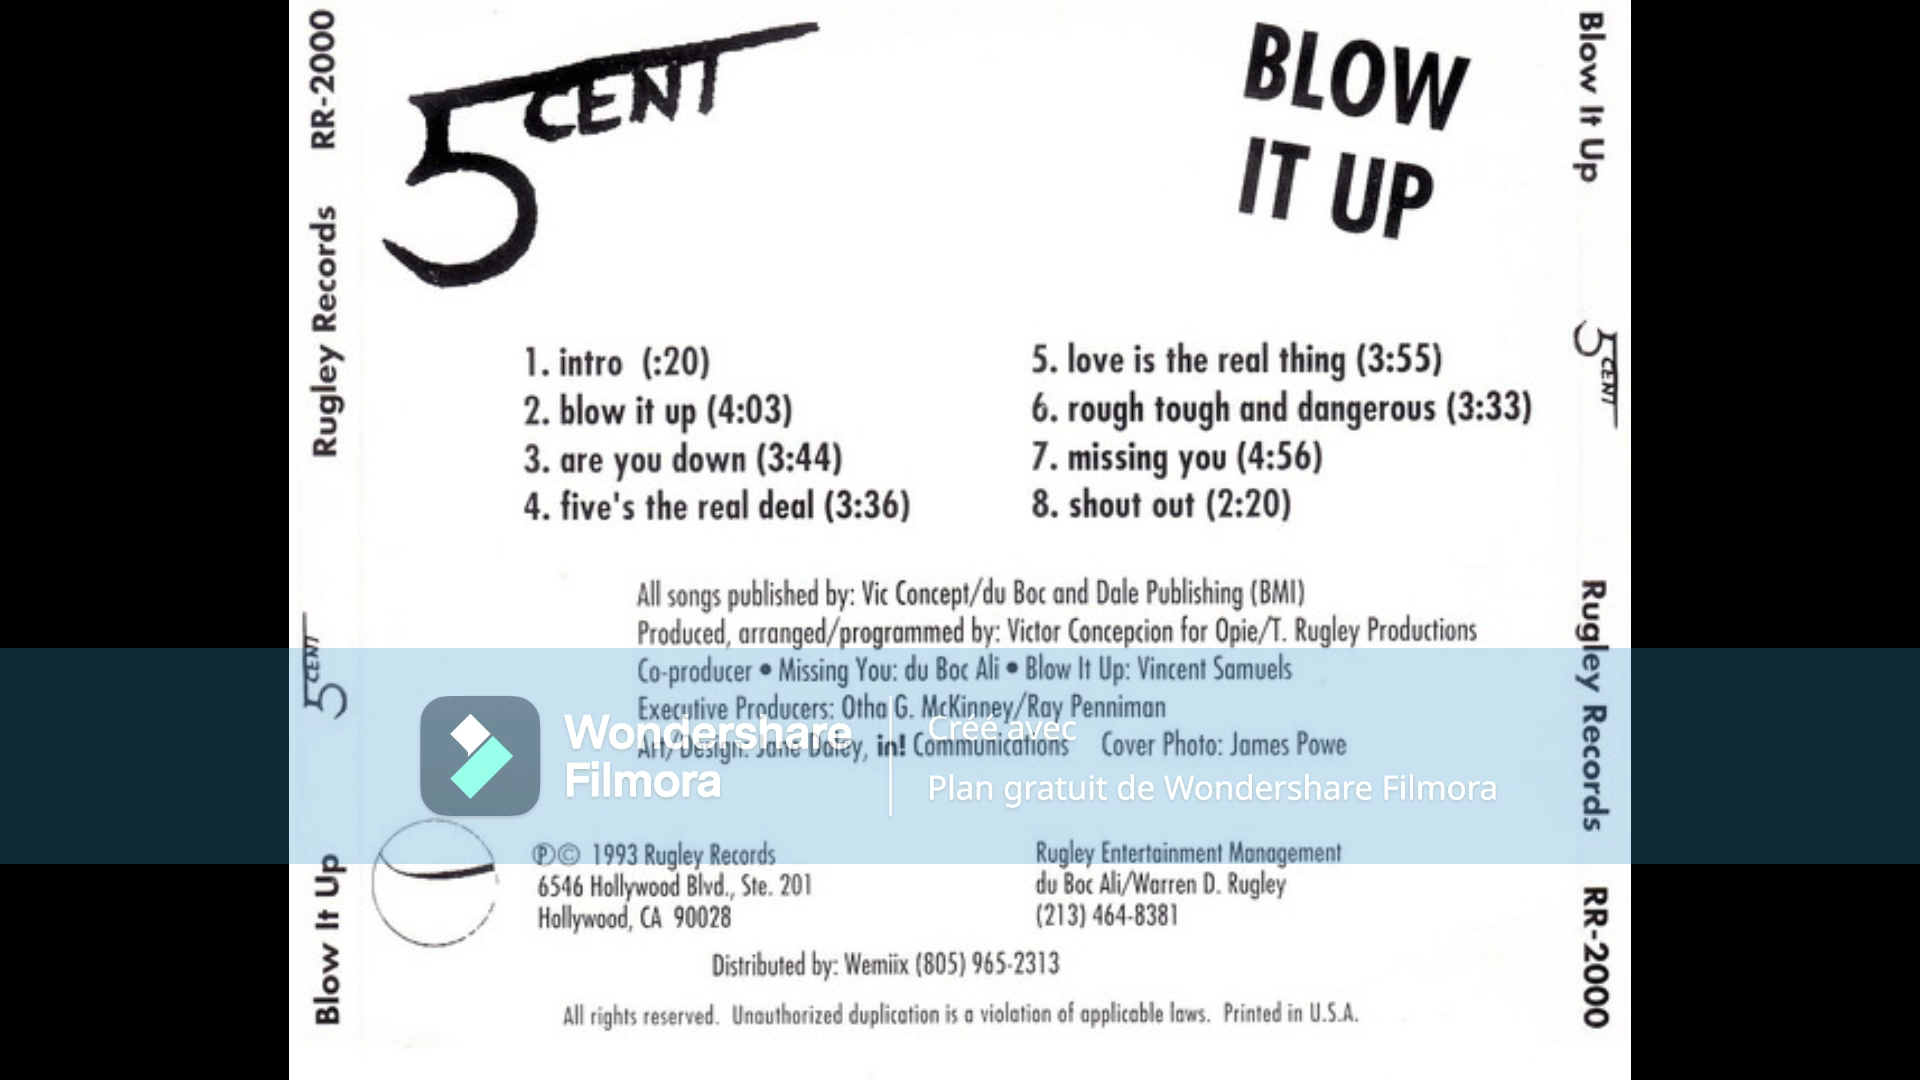 Rugley Records RR-2000
5 CENT
BLOW
IT UP
1. intro (:20)
2. blow it up (4:03)
3. are you down (3:44)
4. five's the real deal (3:36)
5. love is the real thing (3:55)
6. rough tough and dangerous (3:33)
7. missing you (4:56)
8. shout out (2:20)
All songs published by: Vic Concept/du Boc and Dale Publishing (BMI)
Produced, arranged/programmed by: Victor Concepcion for Opie/T. Rugley Productions
Co-producer • Missing You: du Boc Ali • Blow It Up: Vincent Samuels
Executive Producers: Otha G. McKinney/Ray Penniman
Art/Design: Jane Daley, in! Communications Cover Photo: James Powe
Wondershare
Filmora
Créé avec
Plan gratuit de Wondershare Filmora
℗© 1993 Rugley Records
6546 Hollywood Blvd., Ste. 201
Hollywood, CA 90028
Rugley Entertainment Management
du Boc Ali/Warren D. Rugley
(213) 464-8381
Distributed by: Wemiix (805) 965-2313
All rights reserved. Unauthorized duplication is a violation of applicable laws. Printed in U.S.A.
Blow It Up 5 CENT
Blow It Up 5 CENT Rugley Records RR-2000